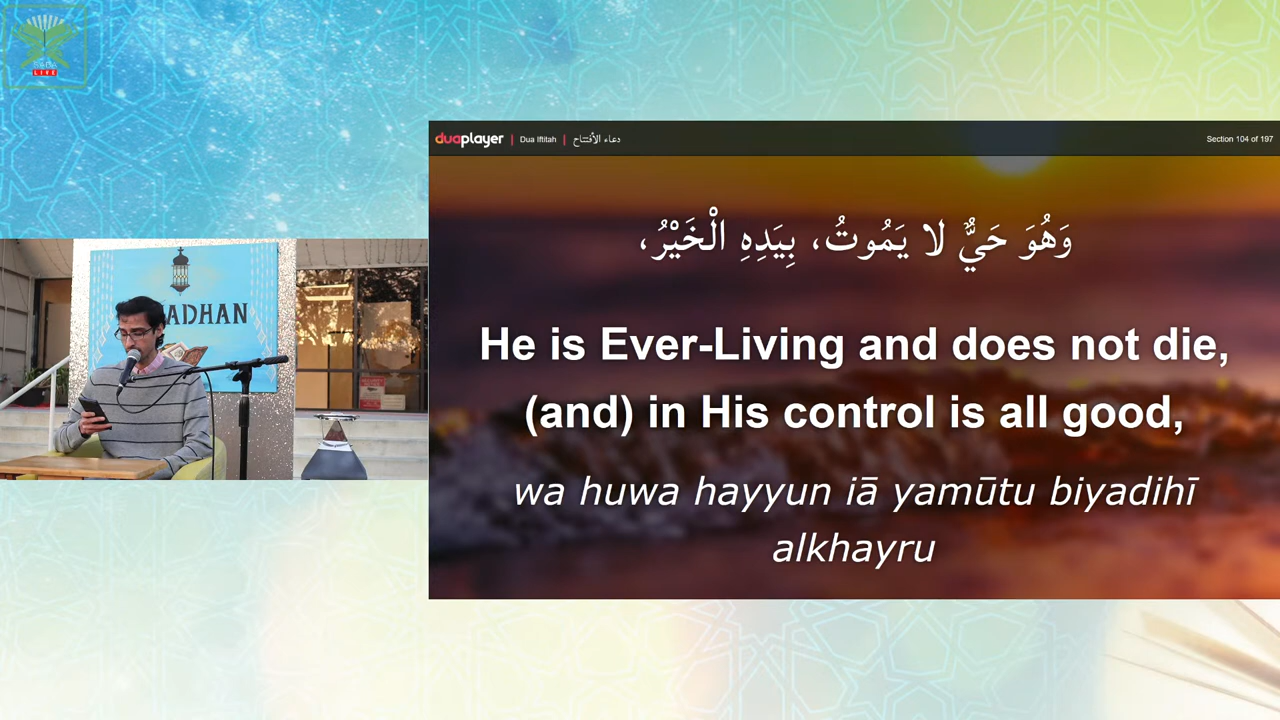 LIVE
duaplayer | Dua Iftitah | دعاء الأفتتاح
Section 104 of 197
وَهُوَ حَيٌّ لا يَمُوتُ، بِيَدِهِ الْخَيْرُ،
He is Ever-Living and does not die,
(and) in His control is all good,
wa huwa hayyun iā yamūtu biyadihī
alkhayru
ADHAN